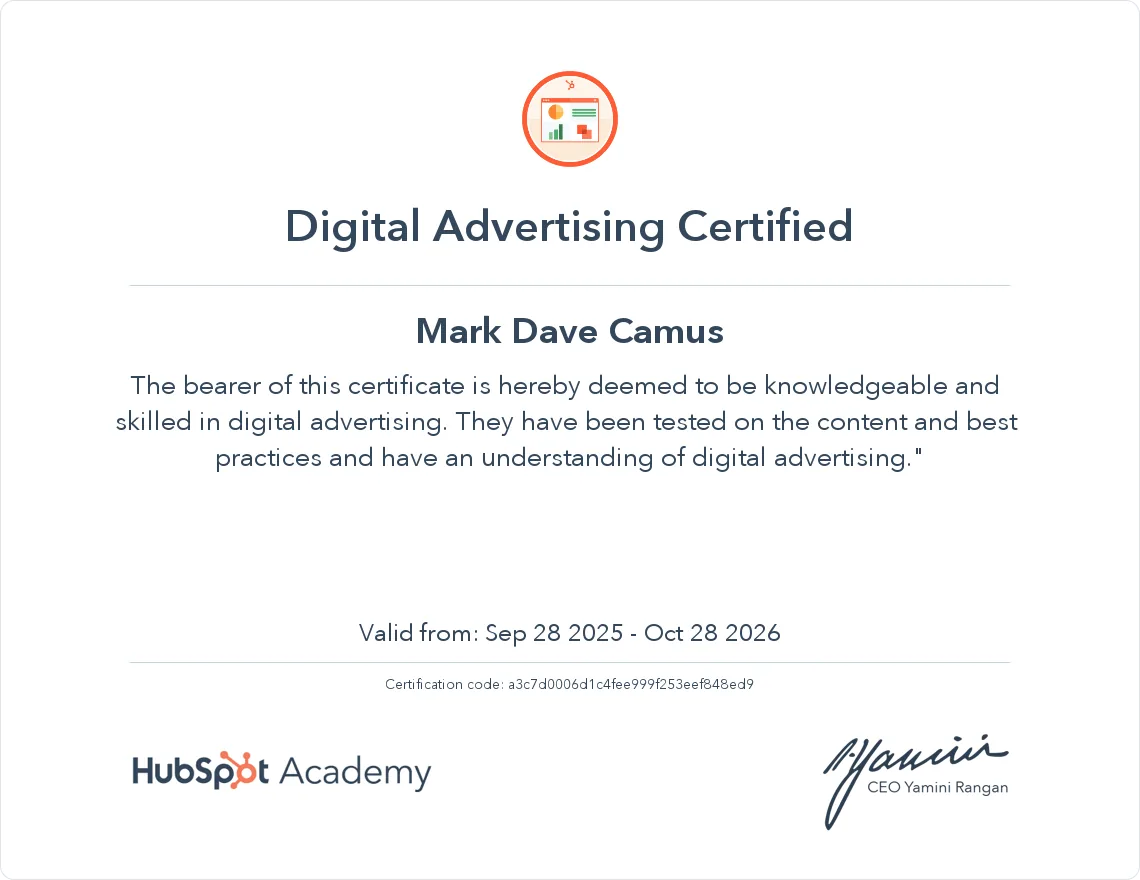 Digital Advertising Certified
Mark Dave Camus
The bearer of this certificate is hereby deemed to be knowledgeable and
skilled in digital advertising. They have been tested on the content and best
practices and have an understanding of digital advertising."
Valid from: Sep 28 2025 - Oct 28 2026
Certification code: a3c7d0006d1c4fee999f253eef848ed9
HubSpot Academy
CEO Yamini Rangan